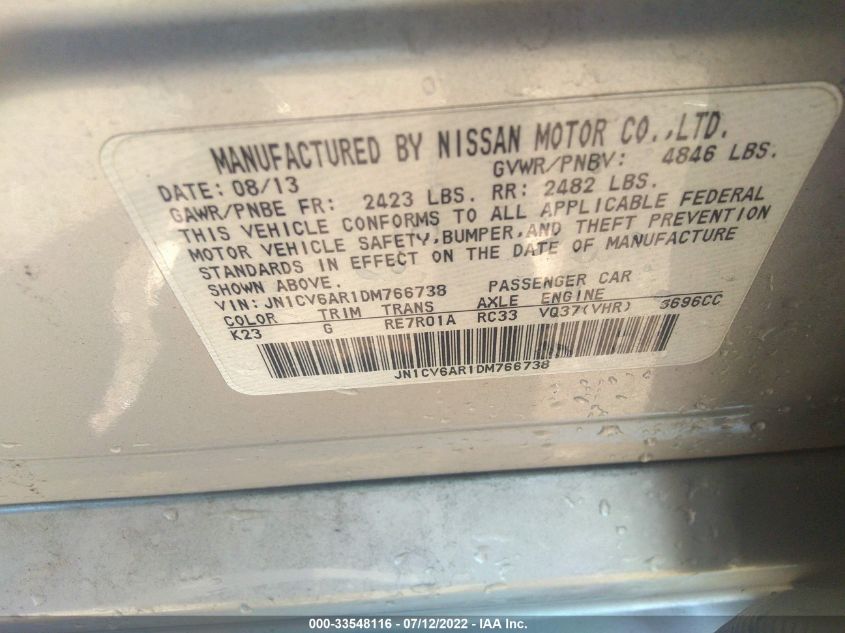 MANUFACTURED BY NISSAN MOTOR CO.,LTD.
DATE: 08/13 GVWR/PNBV: 4846 LBS.
GAWR/PNBE FR: 2423 LBS. RR: 2482 LBS.
THIS VEHICLE CONFORMS TO ALL APPLICABLE FEDERAL
MOTOR VEHICLE SAFETY,BUMPER,AND THEFT PREVENTION
STANDARDS IN EFFECT ON THE DATE OF MANUFACTURE
SHOWN ABOVE.
VIN: JN1CV6AR1DM766738 PASSENGER CAR
COLOR TRIM TRANS AXLE ENGINE
K23 G RE7R01A RC33 VQ37(VHR) 3696CC
JN1CV6AR1DM766738
000-33548116 - 07/12/2022 - IAA Inc.